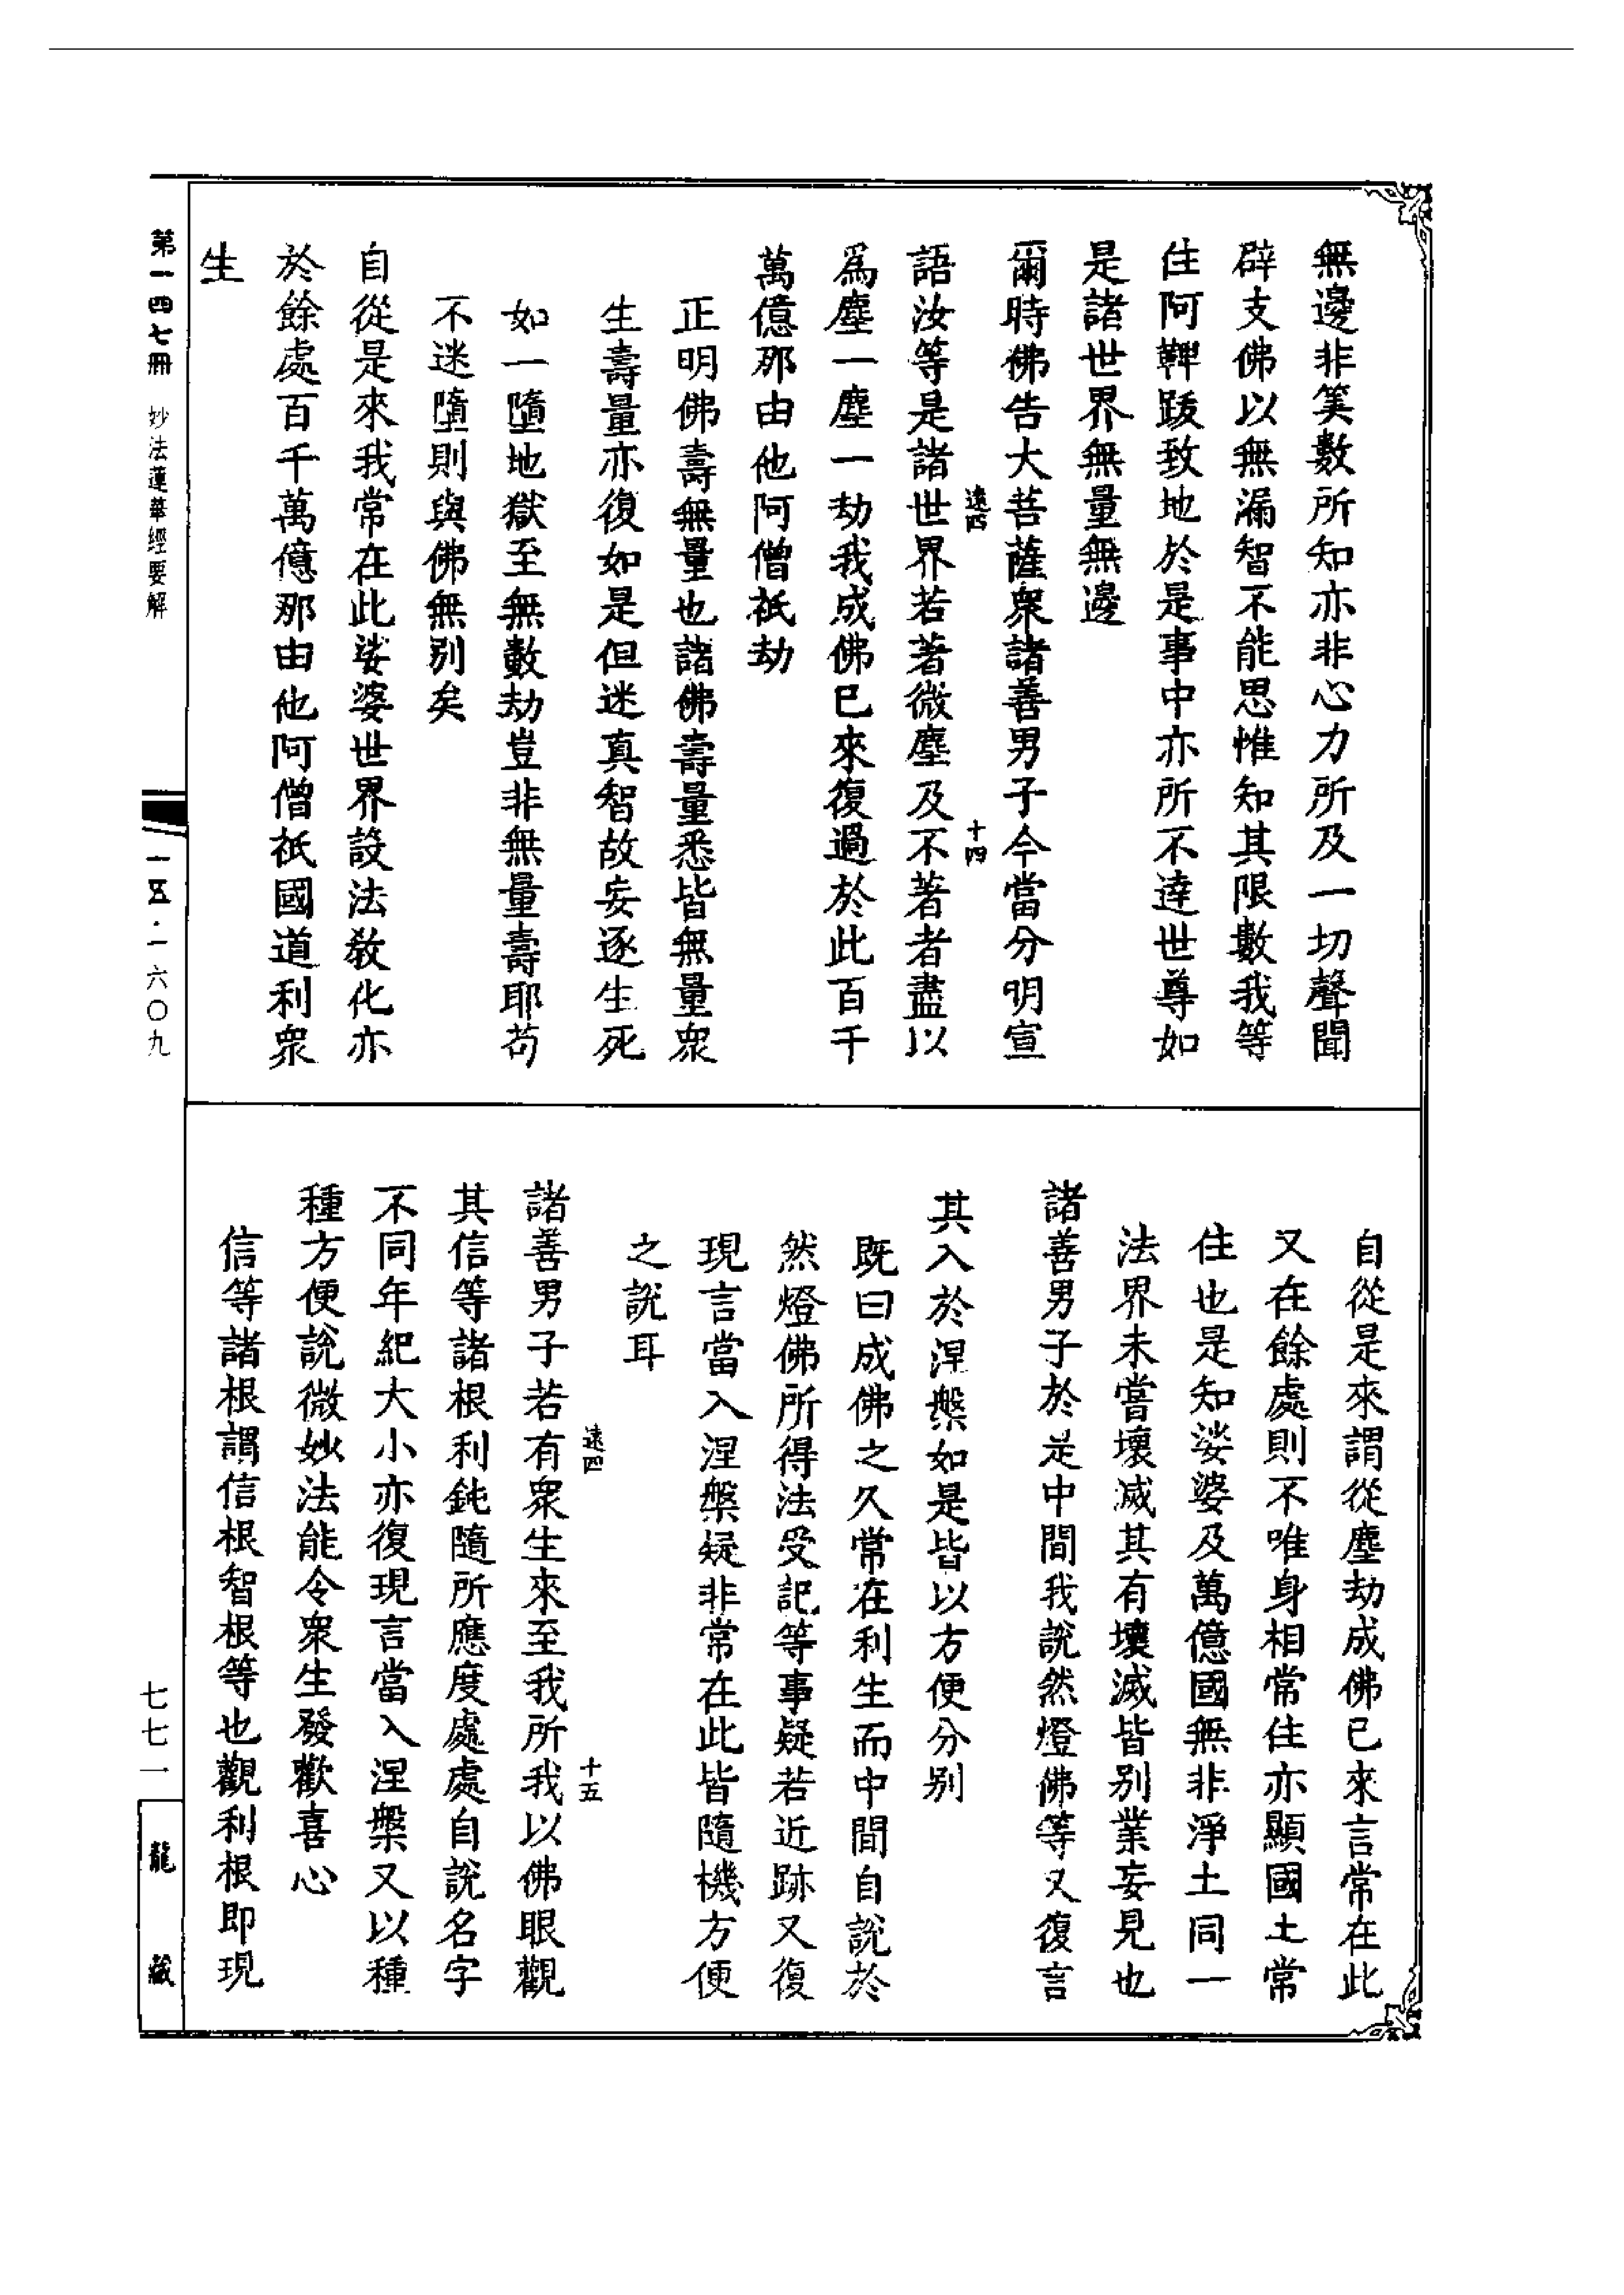 無邊非筭數所知亦非心力所及一切聲聞
辟支佛以無漏智不能思惟知其限數我等
住阿鞞跋致地於是事中亦所不達世尊如
是諸世界無量無邊
爾時佛告大菩薩衆諸善男子今當分明宣
遠四
十四
語汝等是諸世界若著微塵及不著者盡以
爲塵一塵一劫我成佛已來復過於此百千
萬億那由他阿僧祇劫
正明佛壽無量也諸佛壽量悉皆無量衆
生壽量亦復如是但迷真智故妄逐生死
如一墮地獄至無數劫豈非無量壽耶苟
不迷墮則與佛無別矣
自從是來我常在此娑婆世界說法教化亦
於餘處百千萬億那由他阿僧祇國道利衆
生
自從是來謂從塵劫成佛已來言常在此
又在餘處則不唯身相常住亦顯國土常
住也是知娑婆及萬億國無非淨土同一
法界未嘗壞滅其有壞滅皆別業妄見也
諸善男子於是中間我說然燈佛等又復言
其入於涅槃如是皆以方便分別
既曰成佛之久常在利生而中間自說於
然燈佛所得法受記等事疑若近跡又復
現言當入涅槃疑非常在此皆隨機方便
之說耳
遠四
十五
諸善男子若有衆生來至我所我以佛眼觀
其信等諸根利鈍隨所應度處處自說名字
不同年紀大小亦復現言當入涅槃又以種
種方便說微妙法能令衆生發歡喜心
信等諸根謂信根智根等也觀利根即現
第一四七冊 妙法蓮華經要解
一五·一六〇九
七七一
龍藏